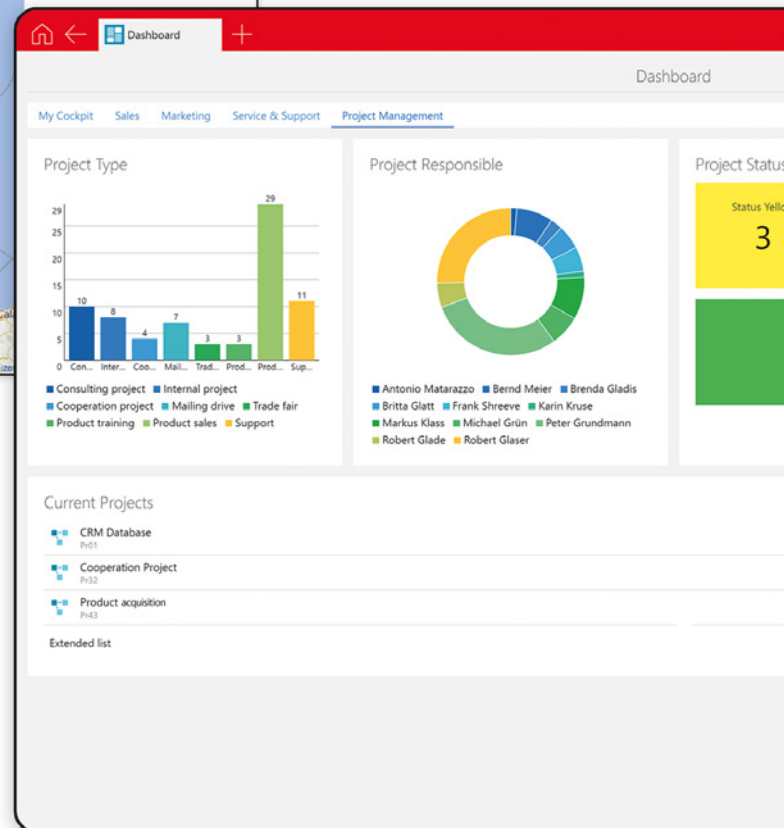 Dashboard
Dashboard
My Cockpit Sales Marketing Service & Support Project Management
Project Type
29
25
20
15
10
5
0
10
8
4
7
3
3
29
11
Con... Inter... Coo... Mail... Trad... Prod... Prod... Sup...
Consulting project Internal project
Cooperation project Mailing drive Trade fair
Product training Product sales Support
Project Responsible
Antonio Matarazzo Bernd Meier Brenda Gladis
Britta Glatt Frank Shreeve Karin Kruse
Markus Klass Michael Grün Peter Grundmann
Robert Glade Robert Glaser
Project Status
Status Yello
3
Current Projects
CRM Database
Pr01
Cooperation Project
Pr32
Product acquisition
Pr43
Extended list